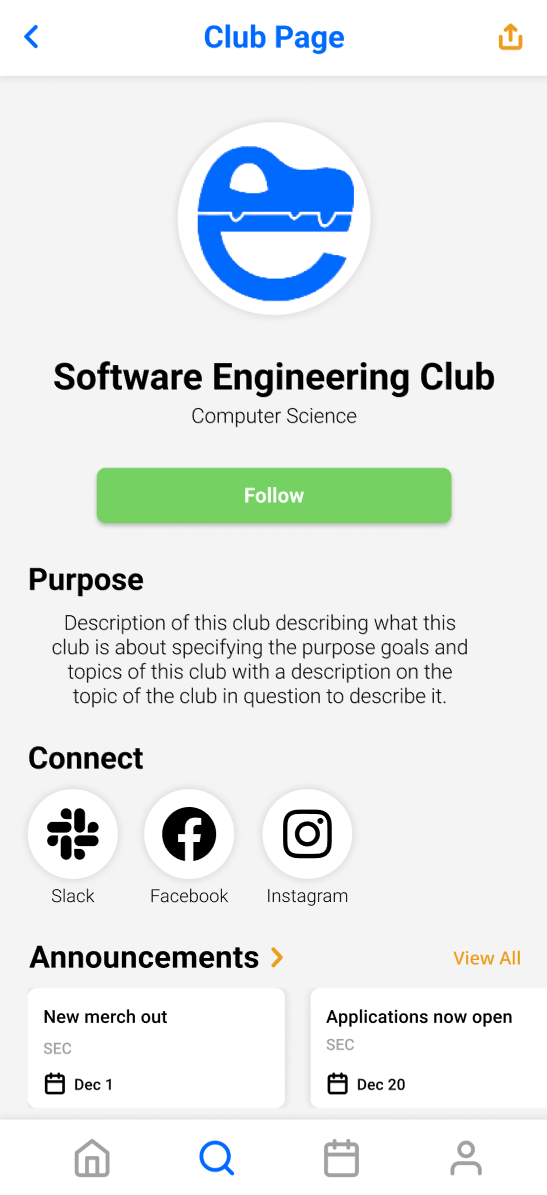 Club Page
Software Engineering Club
Computer Science
Follow
Purpose
Description of this club describing what this
club is about specifying the purpose goals and
topics of this club with a description on the
topic of the club in question to describe it.
Connect
Slack
Facebook
Instagram
Announcements
View All
New merch out
SEC
Dec 1
Applications now open
SEC
Dec 20